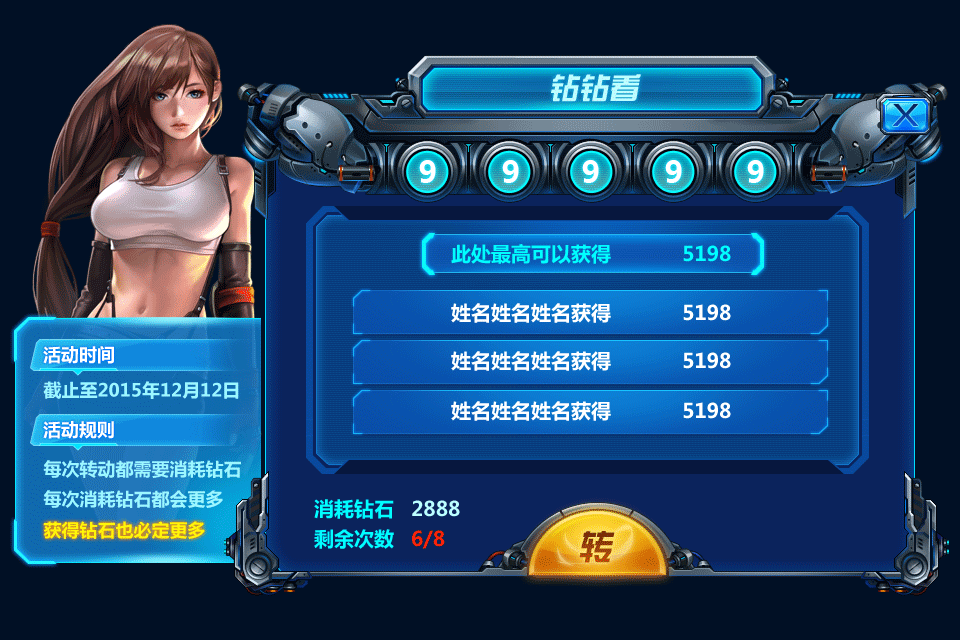 钻钻看
X
9 9 9 9 9
此处最高可以获得 5198
姓名姓名姓名获得 5198
姓名姓名姓名获得 5198
姓名姓名姓名获得 5198
活动时间
截止至2015年12月12日
活动规则
每次转动都需要消耗钻石
每次消耗钻石都会更多
获得钻石也必定更多
消耗钻石 2888
剩余次数 6/8
转